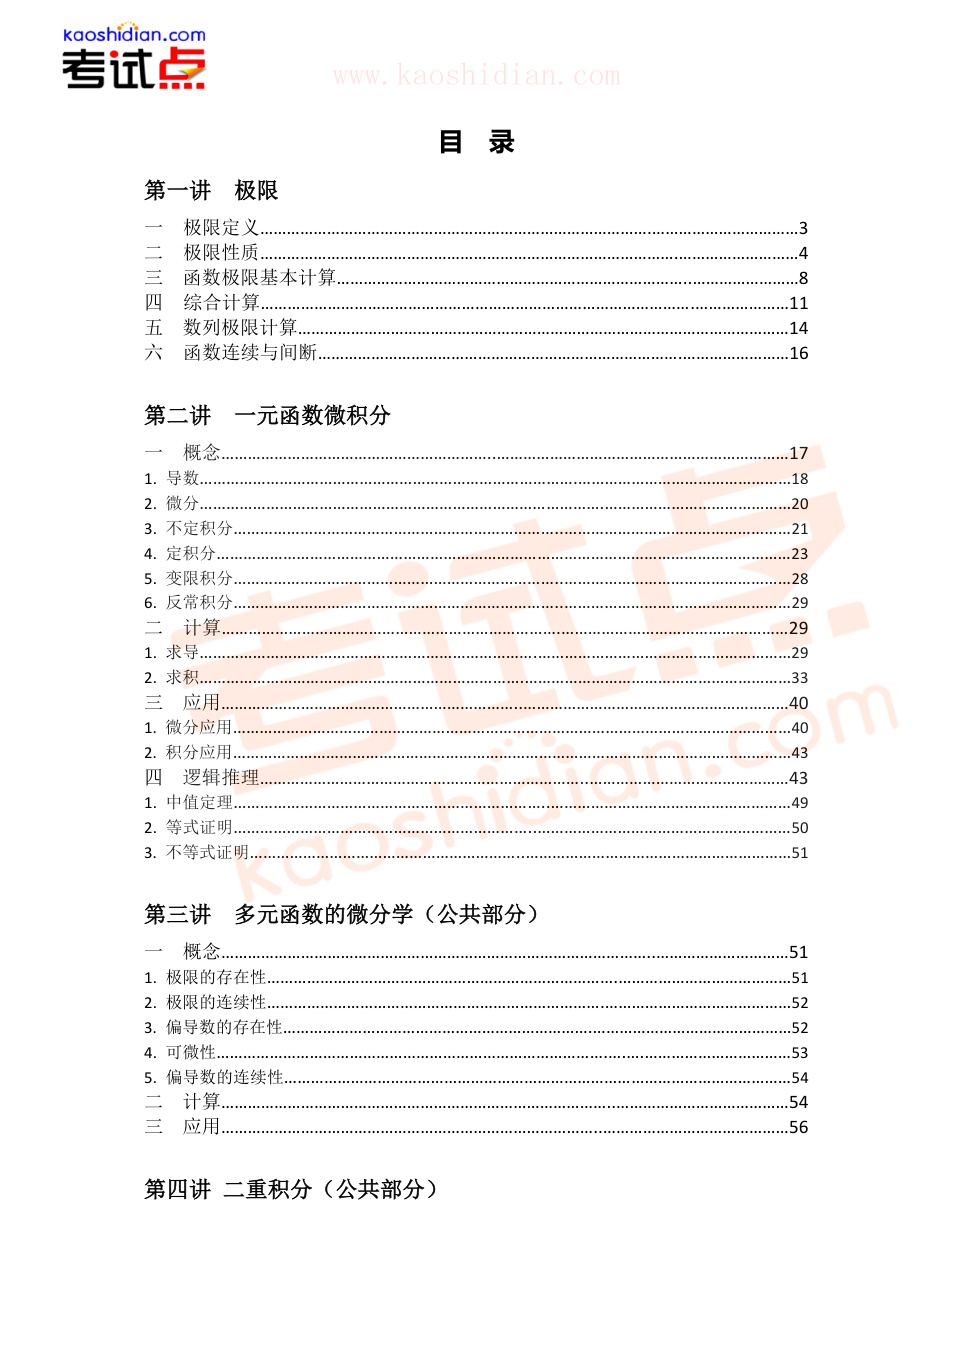 kaoshidian.com
考试点
www.kaoshidian.com
目 录
第一讲 极限
一 极限定义……………………………………………………………………………3
二 极限性质……………………………………………………………………………4
三 函数极限基本计算…………………………………………………………………8
四 综合计算……………………………………………………………………………11
五 数列极限计算………………………………………………………………………14
六 函数连续与间断……………………………………………………………………16
第二讲 一元函数微积分
一 概念…………………………………………………………………………………17
1. 导数…………………………………………………………………………………18
2. 微分…………………………………………………………………………………20
3. 不定积分……………………………………………………………………………21
4. 定积分………………………………………………………………………………23
5. 变限积分……………………………………………………………………………28
6. 反常积分……………………………………………………………………………29
二 计算…………………………………………………………………………………29
1. 求导…………………………………………………………………………………29
2. 求积…………………………………………………………………………………33
三 应用…………………………………………………………………………………40
1. 微分应用……………………………………………………………………………40
2. 积分应用……………………………………………………………………………43
四 逻辑推理……………………………………………………………………………43
1. 中值定理……………………………………………………………………………49
2. 等式证明……………………………………………………………………………50
3. 不等式证明…………………………………………………………………………51
第三讲 多元函数的微分学（公共部分）
一 概念…………………………………………………………………………………51
1. 极限的存在性………………………………………………………………………51
2. 极限的连续性………………………………………………………………………52
3. 偏导数的存在性……………………………………………………………………52
4. 可微性………………………………………………………………………………53
5. 偏导数的连续性……………………………………………………………………54
二 计算…………………………………………………………………………………54
三 应用…………………………………………………………………………………56
第四讲 二重积分（公共部分）
考试点
kaoshidian.com